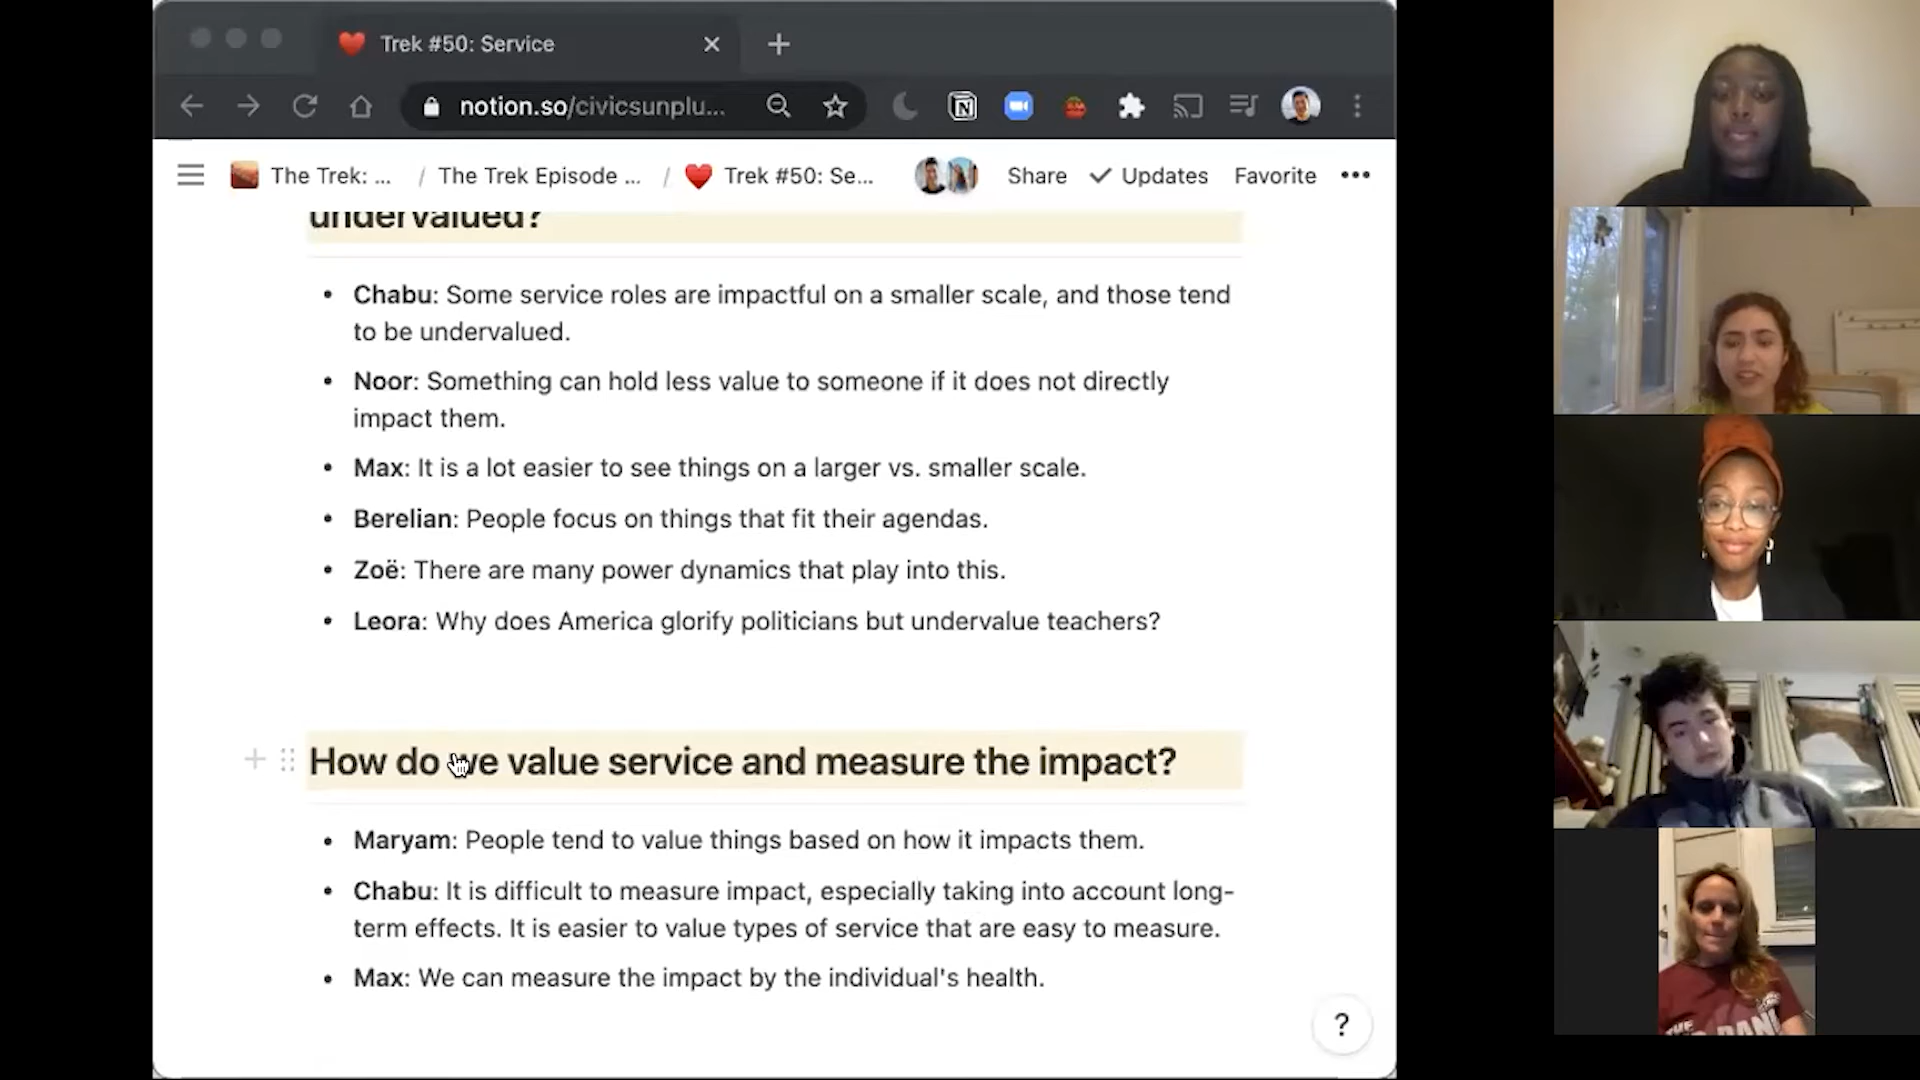 Trek #50: Service
notion.so/civicsunplu...
The Trek: ... / The Trek Episode ... / Trek #50: Se... Share Updates Favorite
undervalued?
Chabu: Some service roles are impactful on a smaller scale, and those tend
to be undervalued.
Noor: Something can hold less value to someone if it does not directly
impact them.
Max: It is a lot easier to see things on a larger vs. smaller scale.
Berelian: People focus on things that fit their agendas.
Zoë: There are many power dynamics that play into this.
Leora: Why does America glorify politicians but undervalue teachers?
How do we value service and measure the impact?
Maryam: People tend to value things based on how it impacts them.
Chabu: It is difficult to measure impact, especially taking into account long-
term effects. It is easier to value types of service that are easy to measure.
Max: We can measure the impact by the individual's health.
?
THE